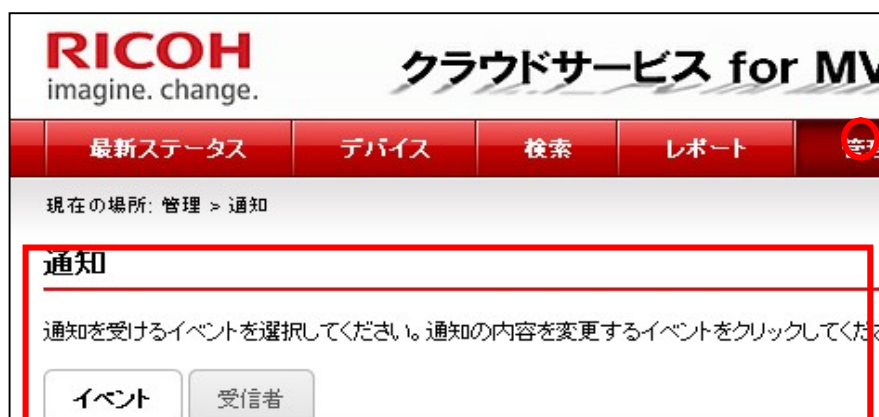 RICOH
imagine. change.
クラウドサービス for MV
最新ステータス デバイス 検索 レポート 管理
現在の場所: 管理 > 通知
通知
通知を受けるイベントを選択してください。通知の内容を変更するイベントをクリックしてくださ
イベント 受信者